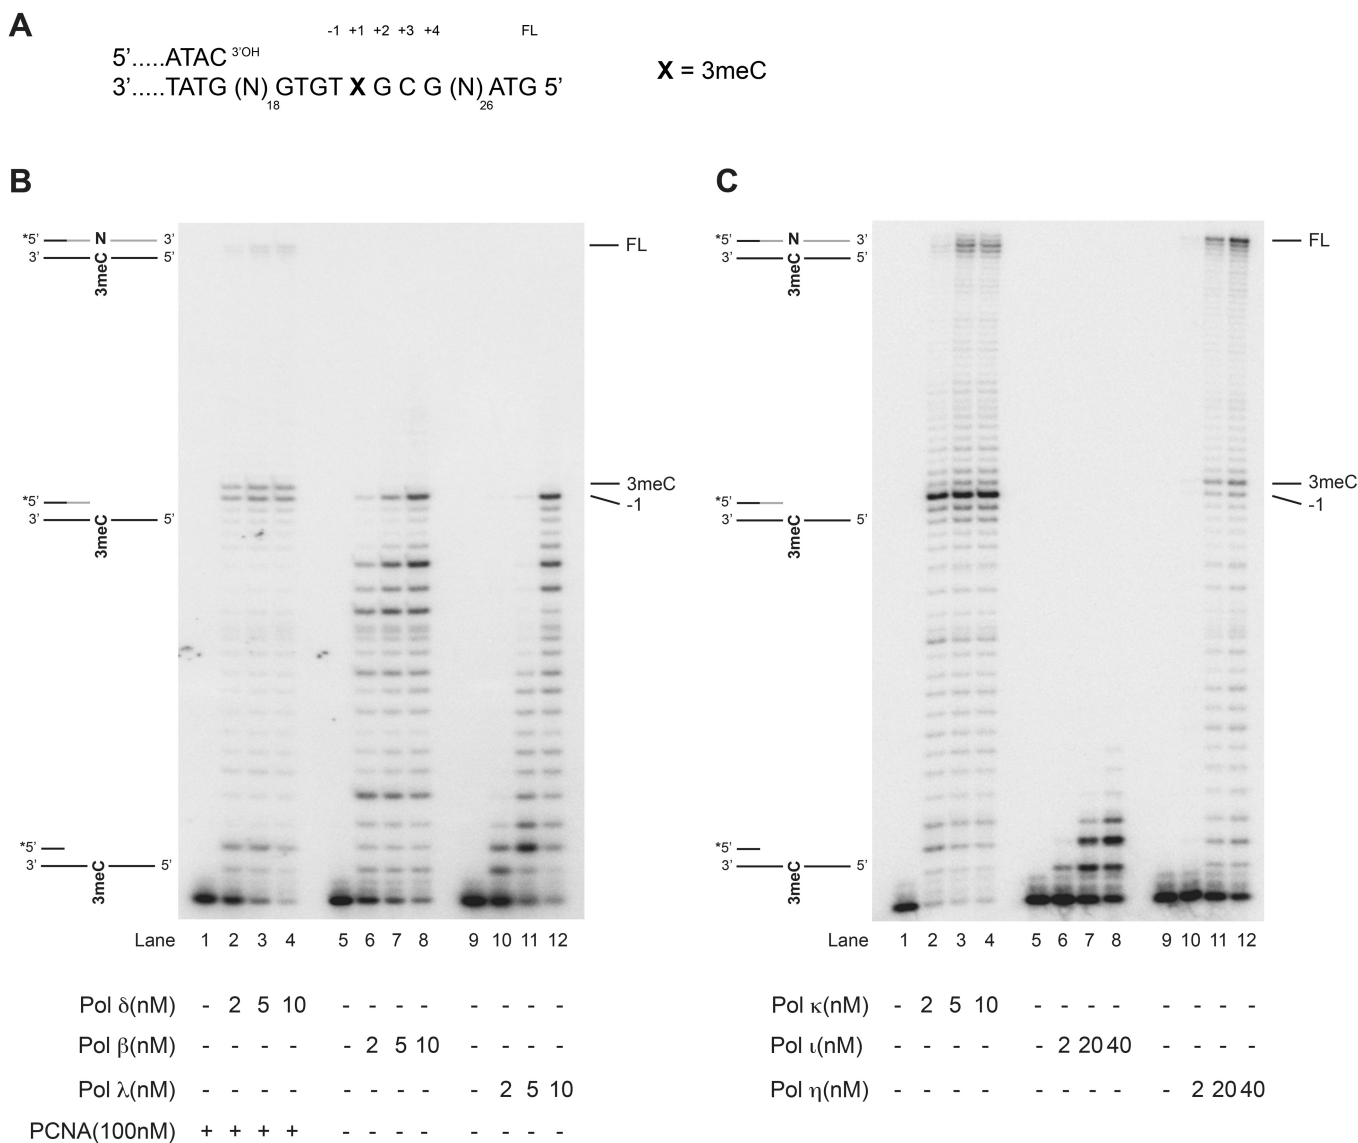 A
-1 +1 +2 +3 +4 FL
5’.....ATAC 3’OH
3’.....TATG (N)18 GTGT X G C G (N)26 ATG 5’
X = 3meC
B
*5’ N 3’
3’ 3meC 5’
FL
*5’
3’ 3meC 5’
3meC
-1
*5’
3’ 3meC 5’
Lane 1 2 3 4 5 6 7 8 9 10 11 12
Pol δ(nM) - 2 5 10 - - - - - - - -
Pol β(nM) - - - - - 2 5 10 - - - -
Pol λ(nM) - - - - - - - - - 2 5 10
PCNA(100nM) + + + + - - - - - - - -
C
*5’ N 3’
3’ 3meC 5’
FL
*5’
3’ 3meC 5’
3meC
-1
*5’
3’ 3meC 5’
Lane 1 2 3 4 5 6 7 8 9 10 11 12
Pol κ(nM) - 2 5 10 - - - - - - - -
Pol ι(nM) - - - - - 2 20 40 - - - -
Pol η(nM) - - - - - - - - - 2 20 40